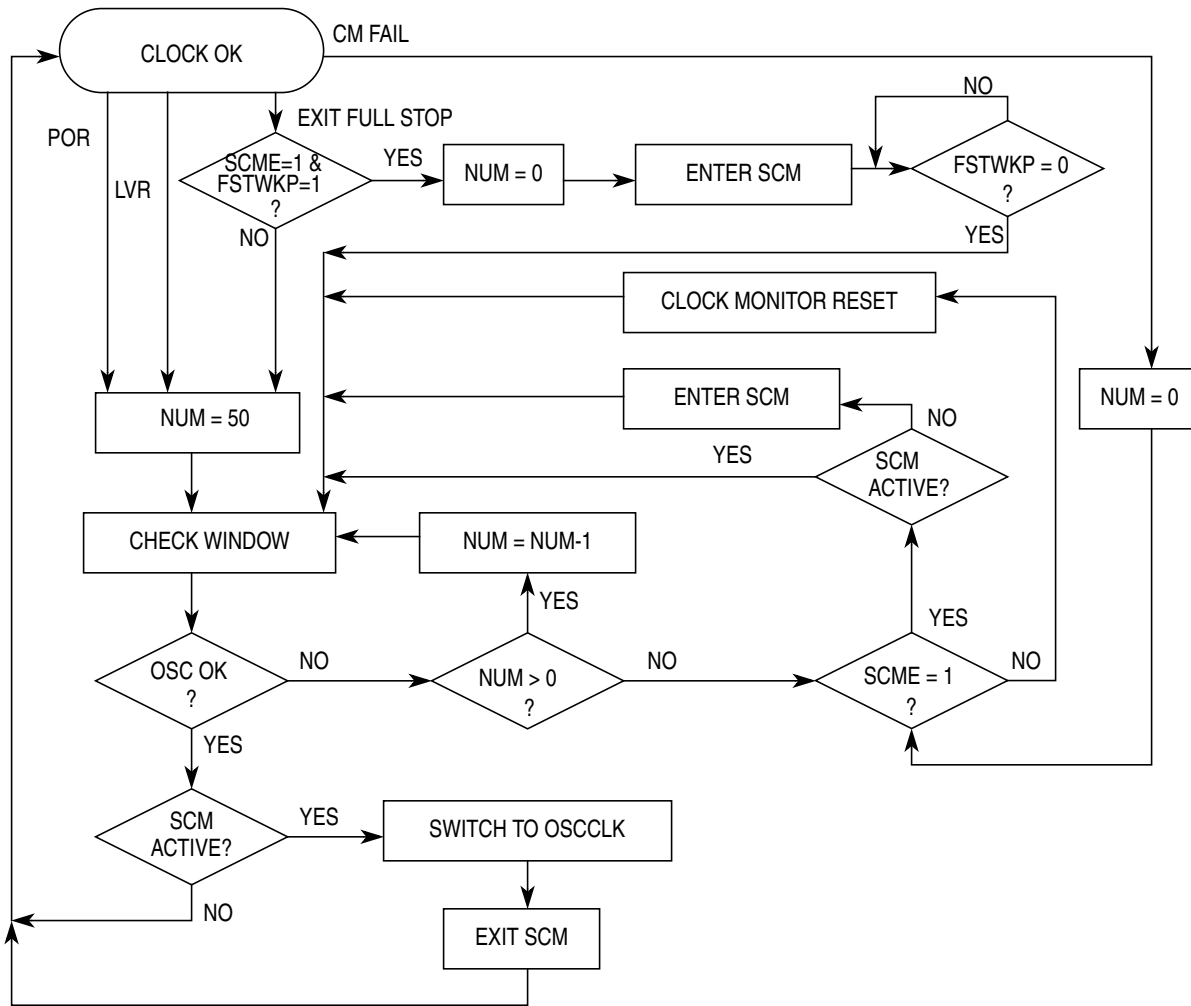 CM FAIL
CLOCK OK
NO
EXIT FULL STOP
POR
SCME=1 &
FSTWKP=1
?
YES
NUM = 0
ENTER SCM
FSTWKP = 0
?
LVR
NO
YES
CLOCK MONITOR RESET
ENTER SCM
NUM = 0
NUM = 50
NO
YES
SCM
ACTIVE?
CHECK WINDOW
NUM = NUM-1
YES
YES
OSC OK
?
NO
NUM > 0
?
NO
SCME = 1
?
NO
YES
SCM
ACTIVE?
YES
SWITCH TO OSCCLK
NO
EXIT SCM